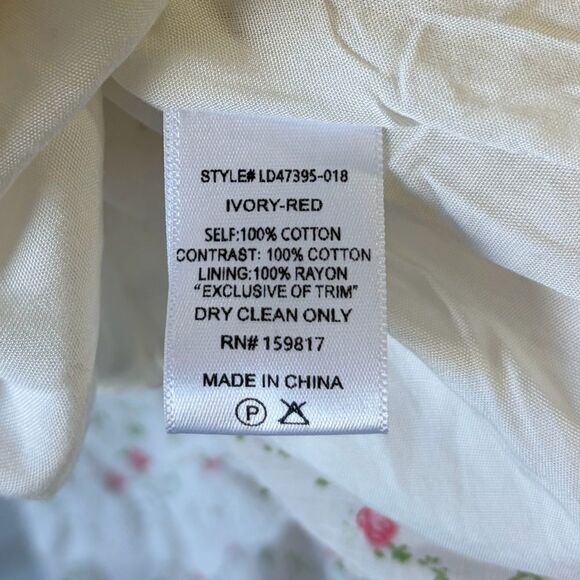 STYLE# LD47395-018
IVORY-RED
SELF:100% COTTON
CONTRAST: 100% COTTON
LINING:100% RAYON
“EXCLUSIVE OF TRIM”
DRY CLEAN ONLY
RN# 159817
MADE IN CHINA
P